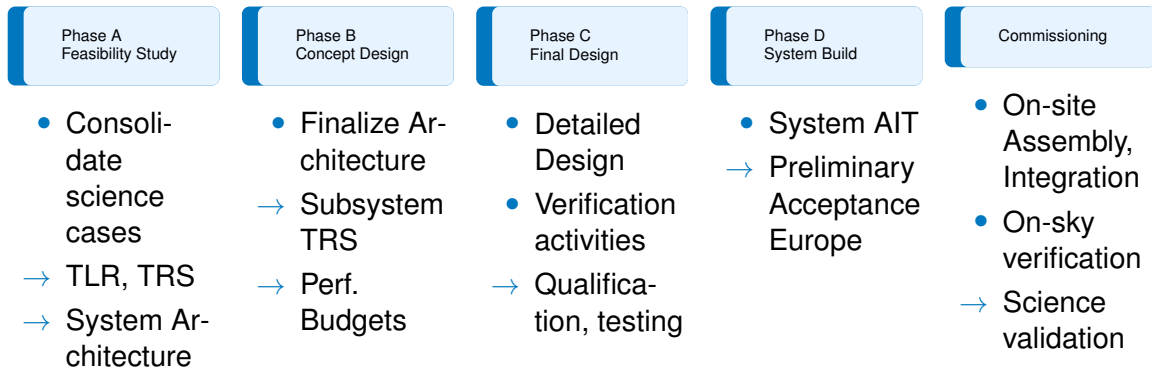 Phase A
Feasibility Study
• Consoli-
date
science
cases
→ TLR, TRS
→ System Ar-
chitecture
Phase B
Concept Design
• Finalize Ar-
chitecture
→ Subsystem
TRS
→ Perf.
Budgets
Phase C
Final Design
• Detailed
Design
• Verification
activities
→ Qualifica-
tion, testing
Phase D
System Build
• System AIT
→ Preliminary
Acceptance
Europe
Commissioning
• On-site
Assembly,
Integration
• On-sky
verification
→ Science
validation